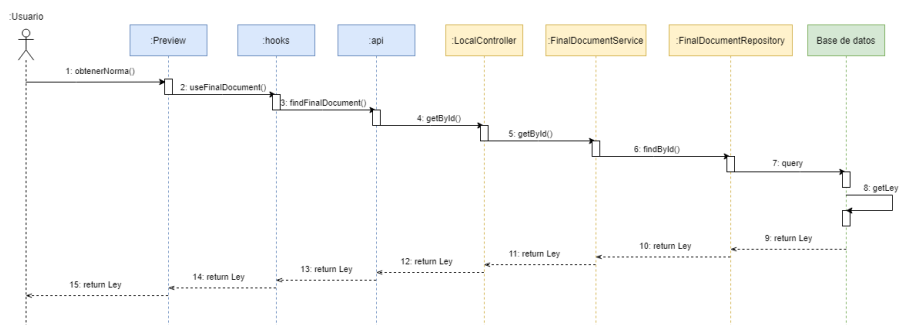 :Usuario
:Preview
:hooks
:api
:LocalController
:FinalDocumentService
:FinalDocumentRepository
Base de datos
1: obtenerNorma()
2: useFinalDocument()
3: findFinalDocument()
4: getById()
5: getById()
6: findById()
7: query
8: getLey
9: return Ley
10: return Ley
11: return Ley
12: return Ley
13: return Ley
14: return Ley
15: return Ley